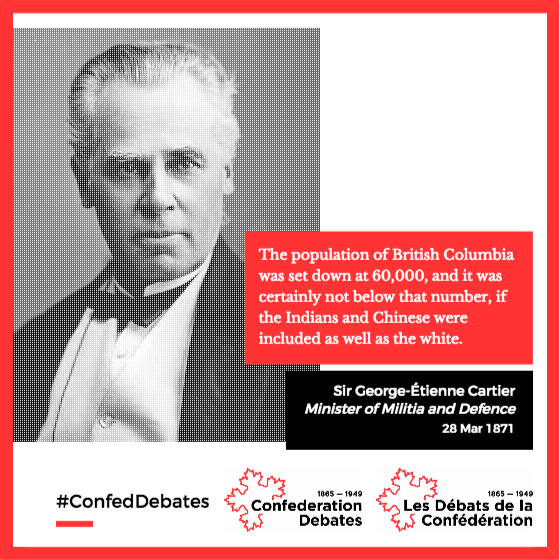 The population of British Columbia
was set down at 60,000, and it was
certainly not below that number, if
the Indians and Chinese were
included as well as the white.
Sir George-Étienne Cartier
Minister of Militia and Defence
28 Mar 1871
#ConfedDebates
1865 — 1949
Confederation
Debates
1865 — 1949
Les Débats de la
Confédération